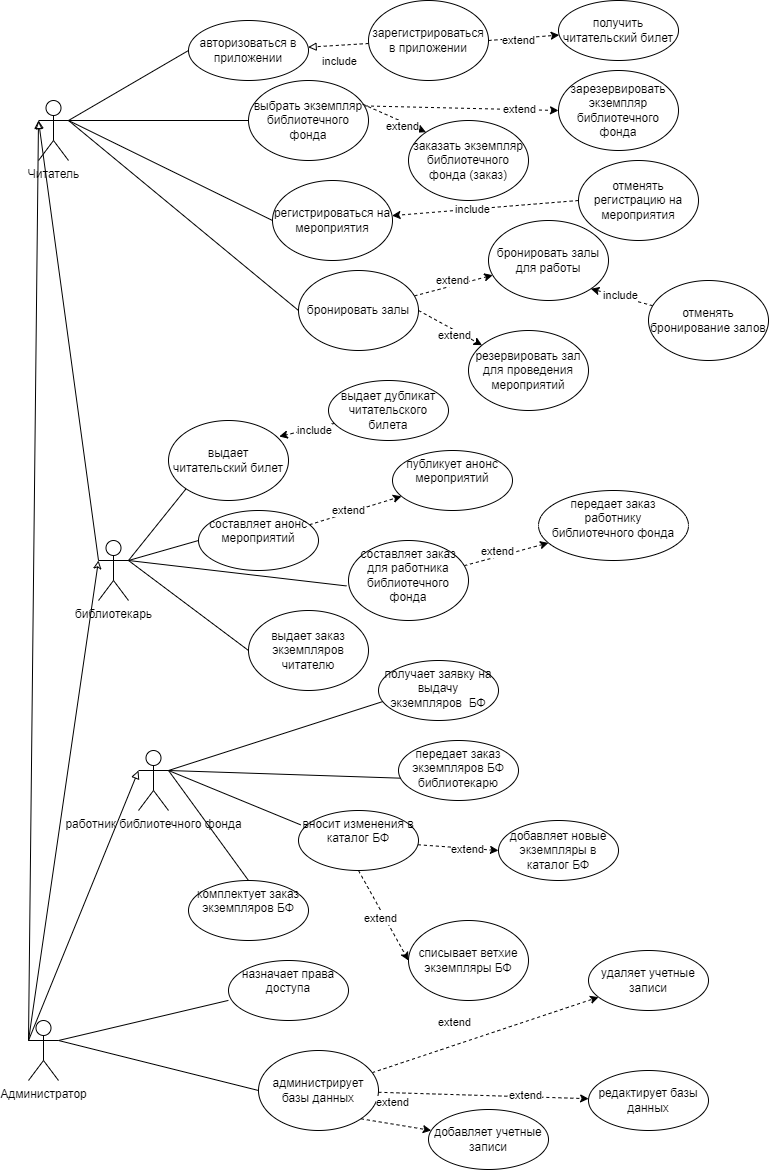 авторизоваться в
приложении
include
зарегистрироваться
в приложении
extend
получить
читательский билет
Читатель
выбрать экземпляр
библиотечного
фонда
extend
зарезервировать
экземпляр
библиотечного
фонда
extend
заказать экземпляр
библиотечного
фонда (заказ)
регистрироваться на
мероприятия
include
отменять
регистрацию на
мероприятия
бронировать залы
extend
бронировать залы
для работы
include
отменять
бронирование залов
extend
резервировать зал
для проведения
мероприятий
выдает
читательский билет
include
выдает дубликат
читательского
билета
составляет анонс
мероприятий
extend
публикует анонс
мероприятий
библиотекарь
составляет заказ
для работника
библиотечного
фонда
extend
передает заказ
работнику
библиотечного фонда
выдает заказ
экземпляров
читателю
получает заявку на
выдачу
экземпляров БФ
передает заказ
экземпляров БФ
библиотекарю
работник библиотечного фонда
вносит изменения в
каталог БФ
extend
добавляет новые
экземпляры в
каталог БФ
комплектует заказ
экземпляров БФ
extend
списывает ветхие
экземпляры БФ
назначает права
доступа
extend
удаляет учетные
записи
Администратор
администрирует
базы данных
extend
редактирует базы
данных
extend
добавляет учетные
записи